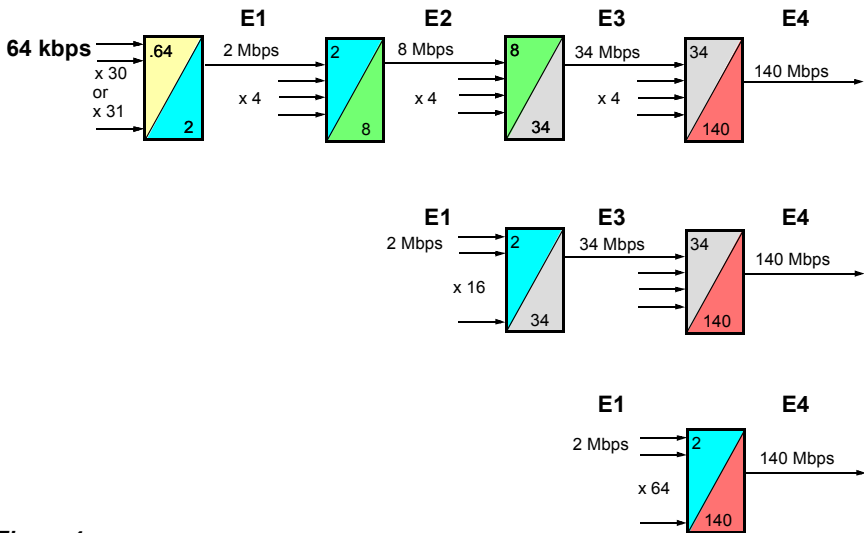 E1 E2 E3 E4
64 kbps .64 2 Mbps 2 8 Mbps 8 34 Mbps 34 140 Mbps
x 30
or
x 31
x 4 x 4 x 4
2 8 34 140
E1 E3 E4
2 Mbps 2 34 Mbps 34 140 Mbps
x 16
34 140
E1 E4
2 Mbps 2 140 Mbps
x 64
140